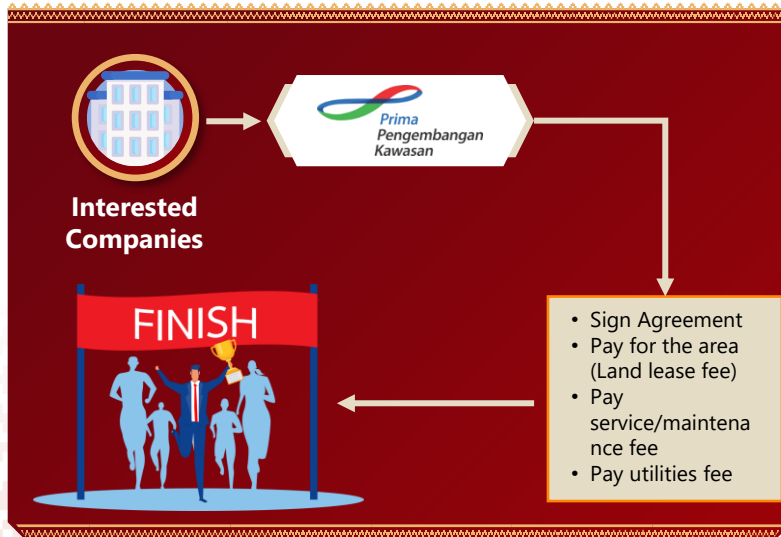 Prima
Pengembangan
Kawasan
Interested
Companies
• Sign Agreement
• Pay for the area
(Land lease fee)
• Pay
service/maintena
nce fee
• Pay utilities fee
FINISH